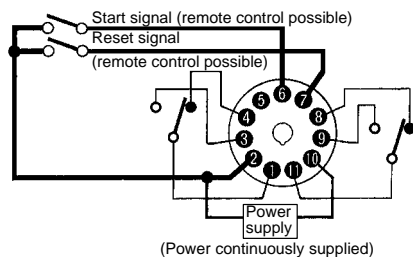 Start signal (remote control possible)
Reset signal
(remote control possible)
6
5
7
4
8
3
9
2
10
1
11
Power
supply
(Power continuously supplied)